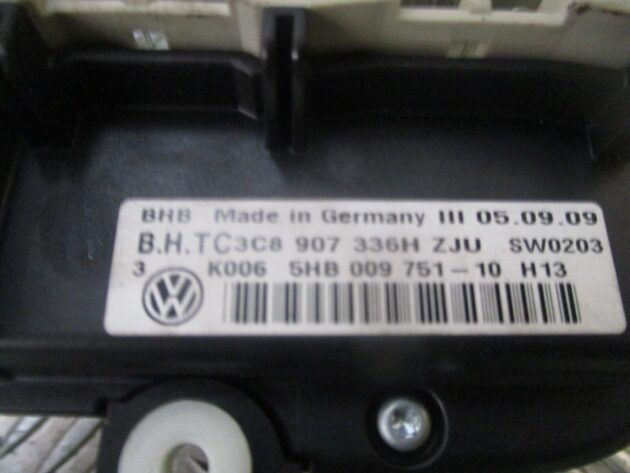 BHB Made in Germany III 05.09.09
B.H.TC3C8 907 336H ZJU SW0203
3 K006 5HB 009 751-10 H13